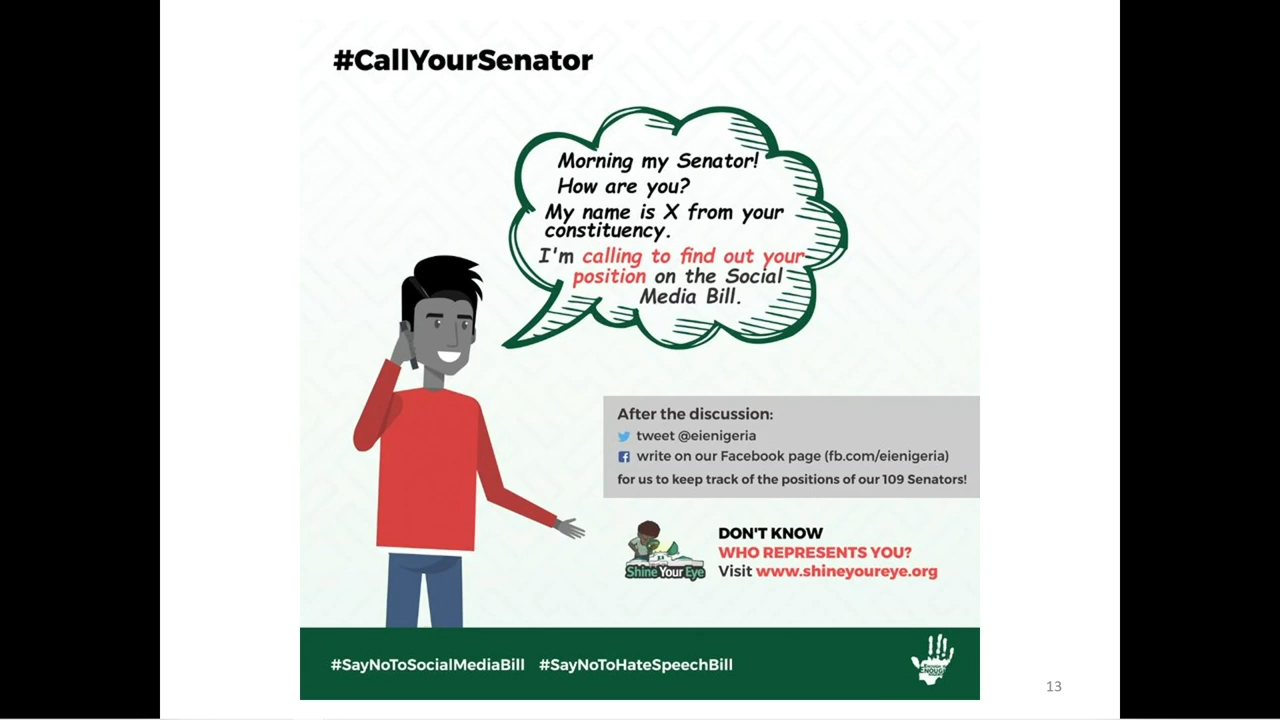 #CallYourSenator
Morning my Senator!
How are you?
My name is X from your
constituency.
I'm calling to find out your
position on the Social
Media Bill.
After the discussion:
tweet @eienigeria
write on our Facebook page (fb.com/eienigeria)
for us to keep track of the positions of our 109 Senators!
Shine Your Eye
DON'T KNOW
WHO REPRESENTS YOU?
Visit www.shineyoureye.org
#SayNoToSocialMediaBill #SayNoToHateSpeechBill
ENOUGH IS
ENOUGH
13